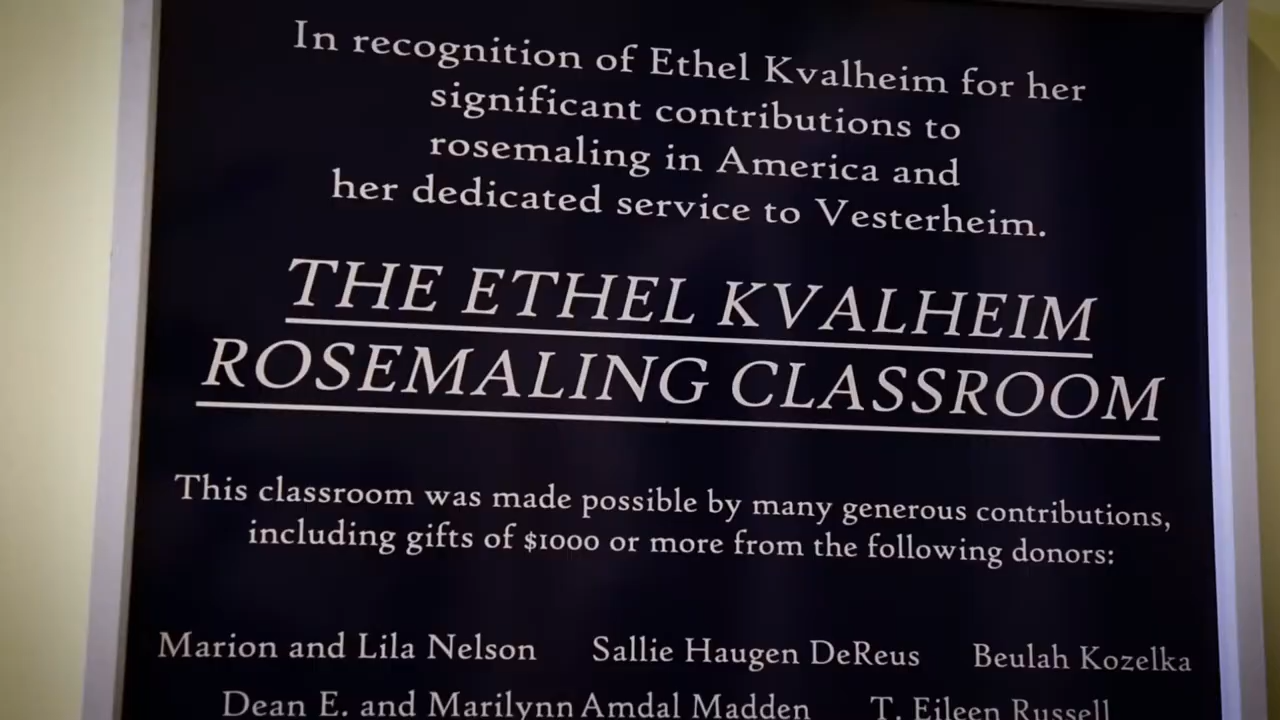 In recognition of Ethel Kvalheim for her
significant contributions to
rosemaling in America and
her dedicated service to Vesterheim.
THE ETHEL KVALHEIM
ROSEMALING CLASSROOM
This classroom was made possible by many generous contributions,
including gifts of $1000 or more from the following donors:
Marion and Lila Nelson Sallie Haugen DeReus Beulah Kozelka
Dean E. and Marilynn Amdal Madden T. Eileen Russell